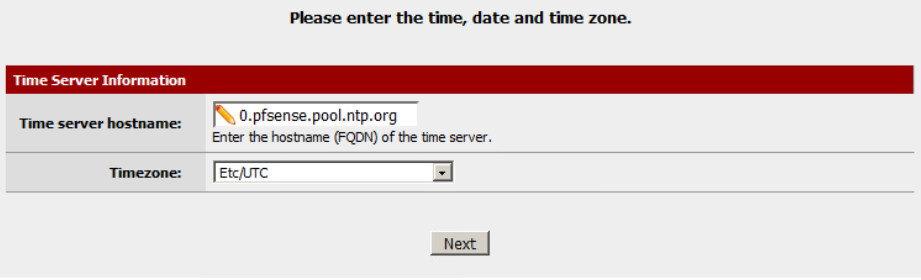 Please enter the time, date and time zone.
Time Server Information
Time server hostname:
0.pfsense.pool.ntp.org
Enter the hostname (FQDN) of the time server.
Timezone:
Etc/UTC
Next